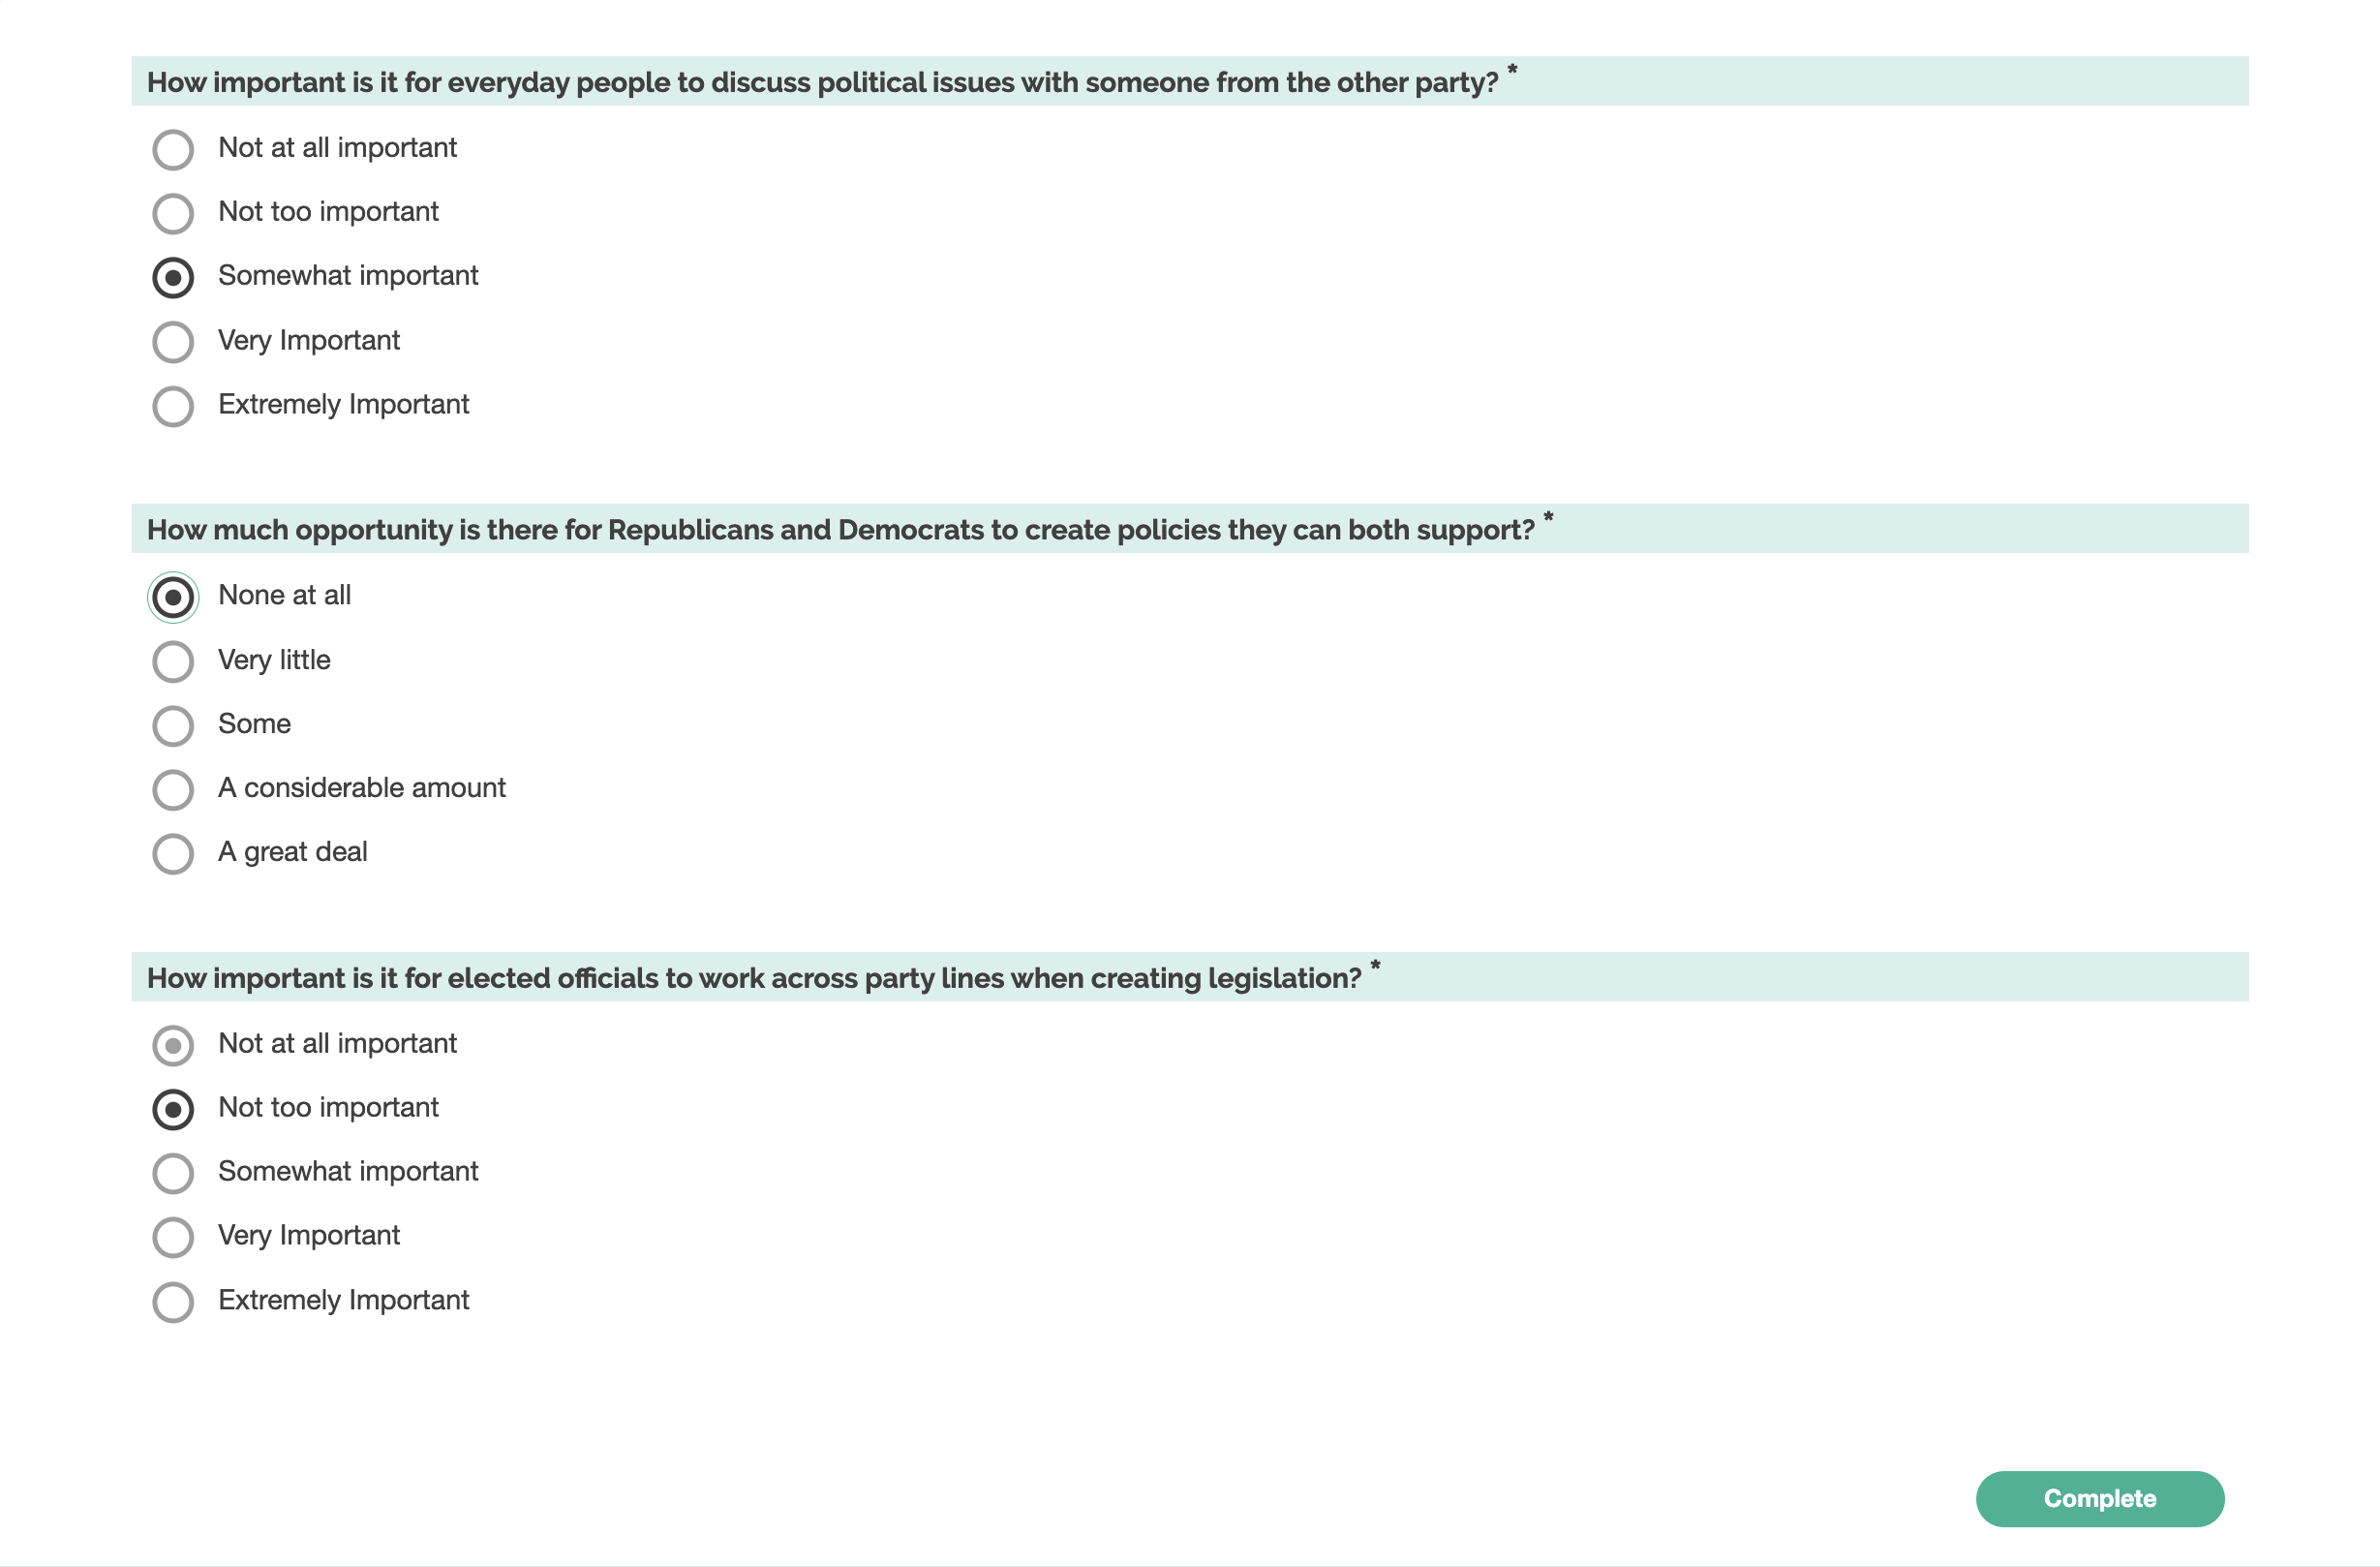 How important is it for everyday people to discuss political issues with someone from the other party? *
Not at all important
Not too important
Somewhat important
Very Important
Extremely Important
How much opportunity is there for Republicans and Democrats to create policies they can both support? *
None at all
Very little
Some
A considerable amount
A great deal
How important is it for elected officials to work across party lines when creating legislation? *
Not at all important
Not too important
Somewhat important
Very Important
Extremely Important
Complete